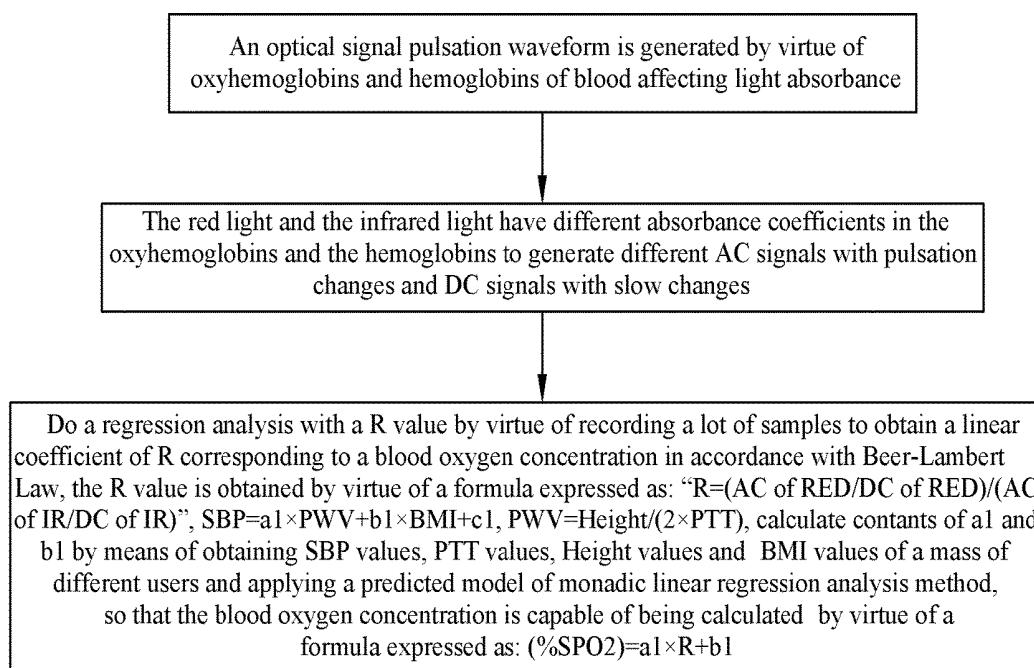 An optical signal pulsation waveform is generated by virtue of
oxyhemoglobins and hemoglobins of blood affecting light absorbance
The red light and the infrared light have different absorbance coefficients in the
oxyhemoglobins and the hemoglobins to generate different AC signals with pulsation
changes and DC signals with slow changes
Do a regression analysis with a R value by virtue of recording a lot of samples to obtain a linear
coefficient of R corresponding to a blood oxygen concentration in accordance with Beer-Lambert
Law, the R value is obtained by virtue of a formula expressed as: “R=(AC of RED/DC of RED)/(AC
of IR/DC of IR)”, SBP=a1×PWV+b1×BMI+c1, PWV=Height/(2×PTT), calculate contants of a1 and
b1 by means of obtaining SBP values, PTT values, Height values and BMI values of a mass of
different users and applying a predicted model of monadic linear regression analysis method,
so that the blood oxygen concentration is capable of being calculated by virtue of a
formula expressed as: (%SPO2)=a1×R+b1